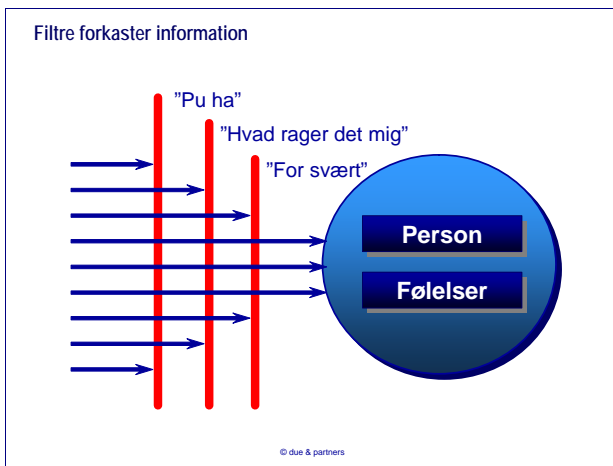 Filtre forkaster information
”Pu ha”
”Hvad rager det mig”
”For svært”
Person
Følelser
© due & partners